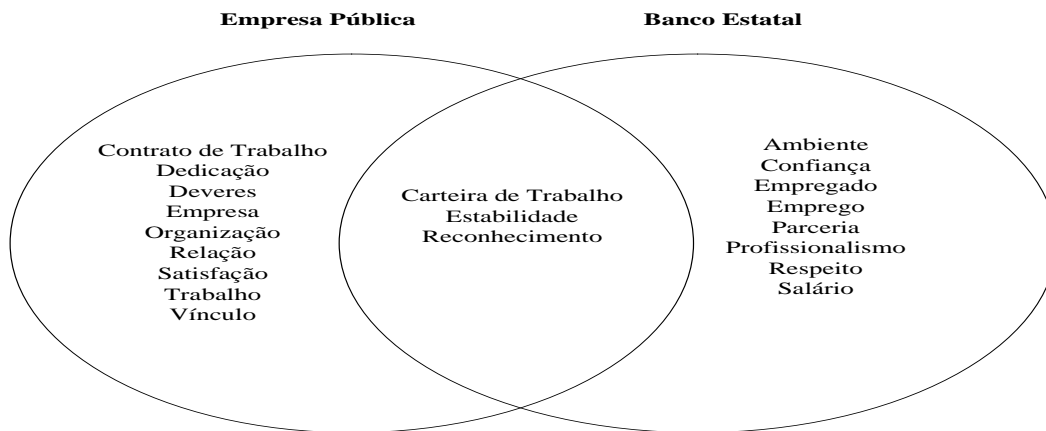 Empresa Pública
Banco Estatal
Contrato de Trabalho
Dedicação
Deveres
Empresa
Organização
Relação
Satisfação
Trabalho
Vínculo
Carteira de Trabalho
Estabilidade
Reconhecimento
Ambiente
Confiança
Empregado
Emprego
Parceria
Profissionalismo
Respeito
Salário